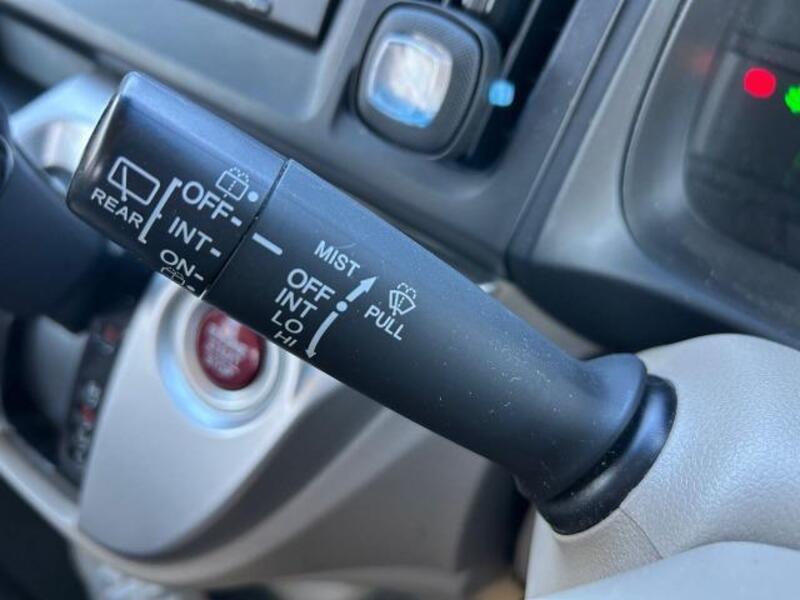 REAR
OFF
INT
ON
MIST
OFF
INT
LO
HI
PULL